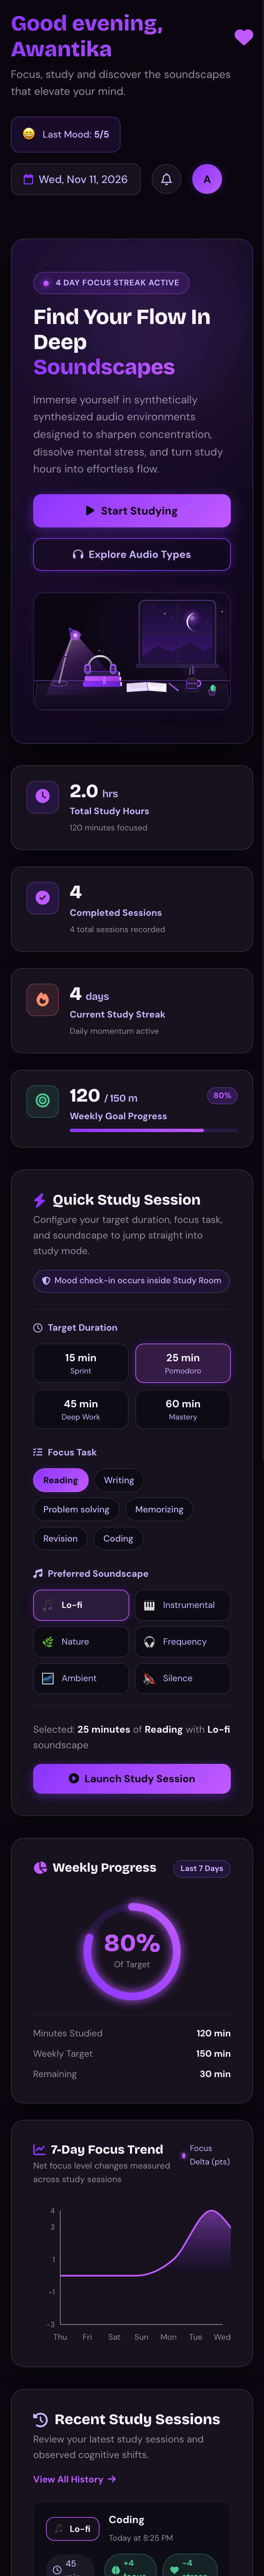 Good evening,
Awantika
Focus, study and discover the soundscapes
that elevate your mind.
Last Mood: 5/5
Wed, Nov 11, 2026
A
4 DAY FOCUS STREAK ACTIVE
Find Your Flow In
Deep
Soundscapes
Immerse yourself in synthetically
synthesized audio environments
designed to sharpen concentration,
dissolve mental stress, and turn study
hours into effortless flow.
Start Studying
Explore Audio Types
2.0 hrs
Total Study Hours
120 minutes focused
4
Completed Sessions
4 total sessions recorded
4 days
Current Study Streak
Daily momentum active
120 / 150 m
80%
Weekly Goal Progress
Quick Study Session
Configure your target duration, focus task,
and soundscape to jump straight into
study mode.
Mood check-in occurs inside Study Room
Target Duration
15 min
Sprint
25 min
Pomodoro
45 min
Deep Work
60 min
Mastery
Focus Task
Reading
Writing
Problem solving
Memorizing
Revision
Coding
Preferred Soundscape
Lo-fi
Instrumental
Nature
Frequency
Ambient
Silence
Selected: 25 minutes of Reading with Lo-fi
soundscape
Launch Study Session
Weekly Progress
Last 7 Days
80%
Of Target
Minutes Studied 120 min
Weekly Target 150 min
Remaining 30 min
7-Day Focus Trend
Focus
Delta (pts)
Net focus level changes measured
across study sessions
4
3
1
-1
-3
Thu Fri Sat Sun Mon Tue Wed
Recent Study Sessions
Review your latest study sessions and
observed cognitive shifts.
View All History →
Lo-fi
Coding
Today at 8:25 PM
45
+4
-4